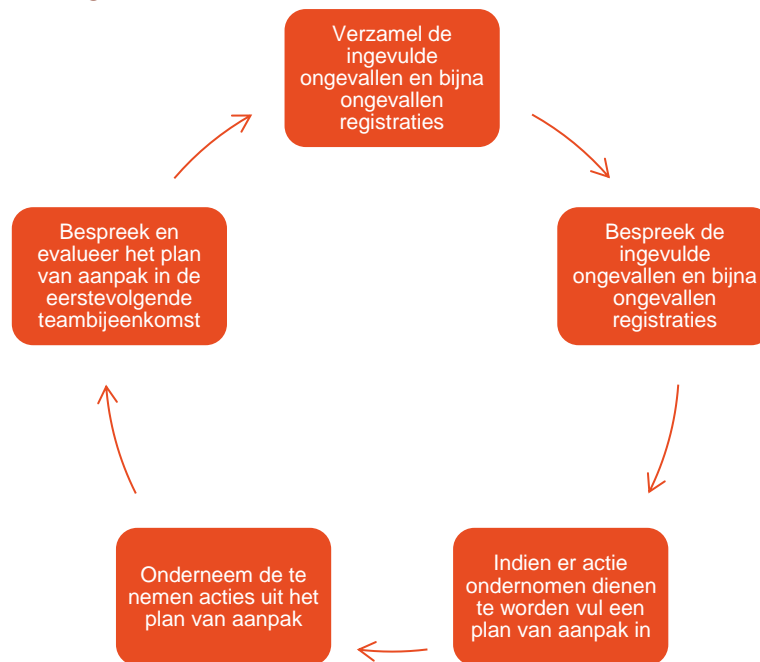 Verzamel de
ingevulde
ongevallen en bijna
ongevallen
registraties
Bespreek de
ingevulde
ongevallen en bijna
ongevallen
registraties
Indien er actie
ondernomen dienen
te worden vul een
plan van aanpak in
Onderneem de te
nemen acties uit het
plan van aanpak
Bespreek en
evalueer het plan
van aanpak in de
eerstevolgende
teambijeenkomst